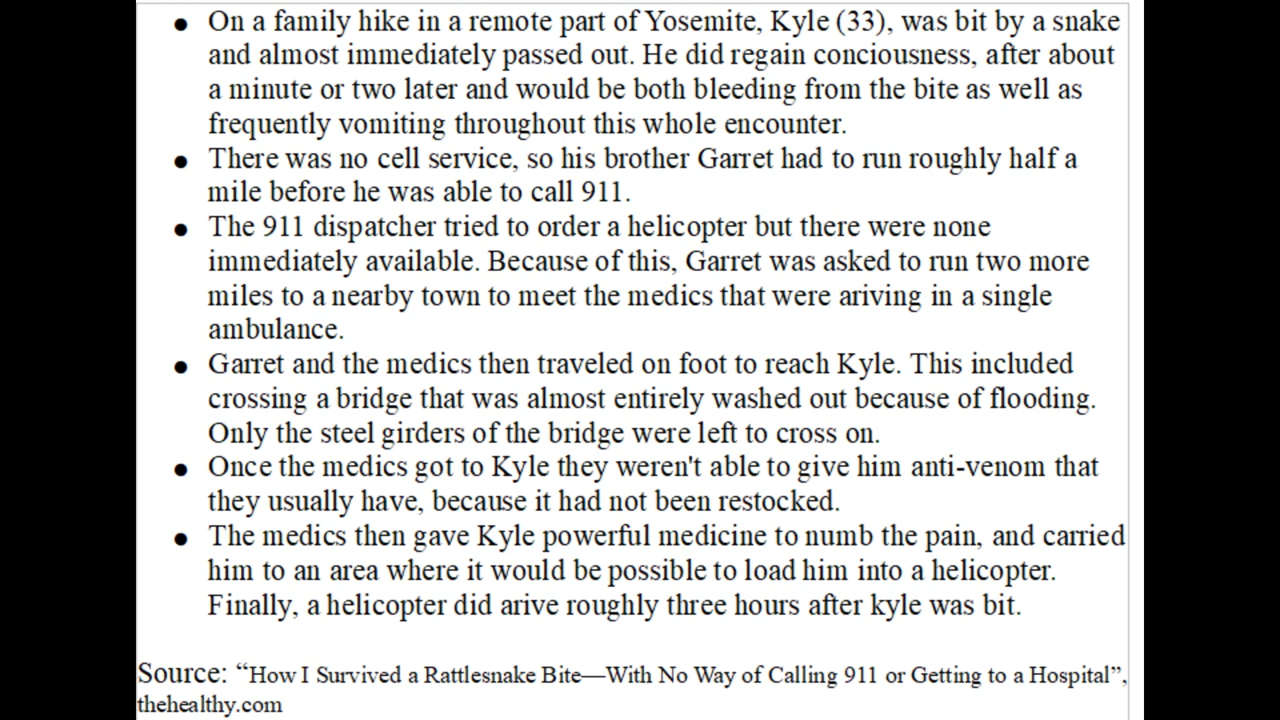 ● On a family hike in a remote part of Yosemite, Kyle (33), was bit by a snake
and almost immediately passed out. He did regain conciousness, after about
a minute or two later and would be both bleeding from the bite as well as
frequently vomiting throughout this whole encounter.
● There was no cell service, so his brother Garret had to run roughly half a
mile before he was able to call 911.
● The 911 dispatcher tried to order a helicopter but there were none
immediately available. Because of this, Garret was asked to run two more
miles to a nearby town to meet the medics that were ariving in a single
ambulance.
● Garret and the medics then traveled on foot to reach Kyle. This included
crossing a bridge that was almost entirely washed out because of flooding.
Only the steel girders of the bridge were left to cross on.
● Once the medics got to Kyle they weren't able to give him anti-venom that
they usually have, because it had not been restocked.
● The medics then gave Kyle powerful medicine to numb the pain, and carried
him to an area where it would be possible to load him into a helicopter.
Finally, a helicopter did arive roughly three hours after kyle was bit.
Source: “How I Survived a Rattlesnake Bite—With No Way of Calling 911 or Getting to a Hospital”,
thehealthy.com